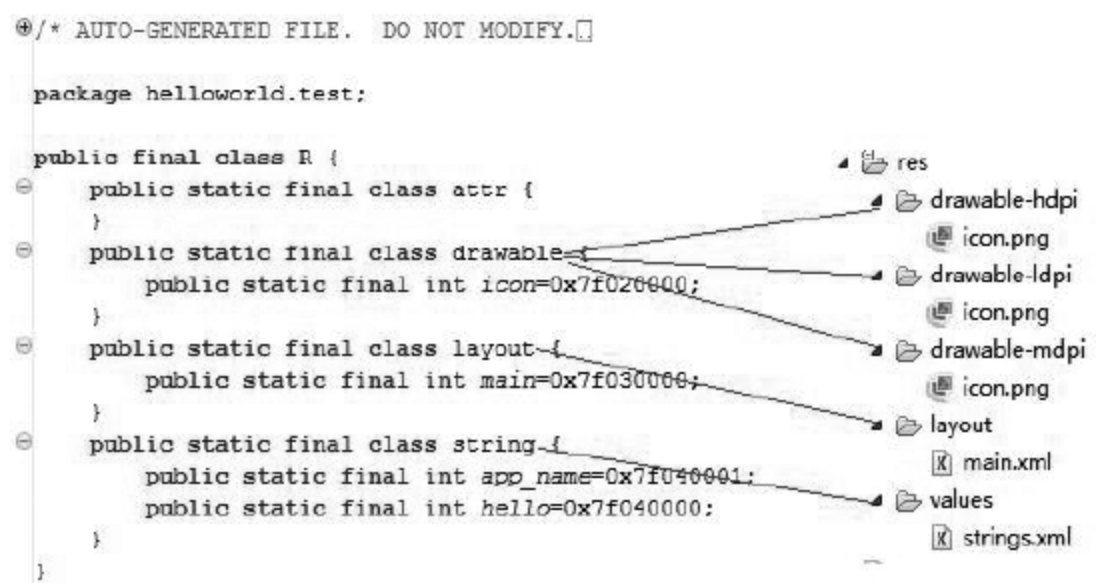 /* AUTO-GENERATED FILE.  DO NOT MODIFY.
package helloworld.test;
public final class R {
public static final class attr {
}
public static final class drawable {
public static final int icon=0x7f020000;
}
public static final class layout {
public static final int main=0x7f030000;
}
public static final class string {
public static final int app_name=0x7f040001;
public static final int hello=0x7f040000;
}
}
res
drawable-hdpi
icon.png
drawable-ldpi
icon.png
drawable-mdpi
icon.png
layout
main.xml
values
strings.xml